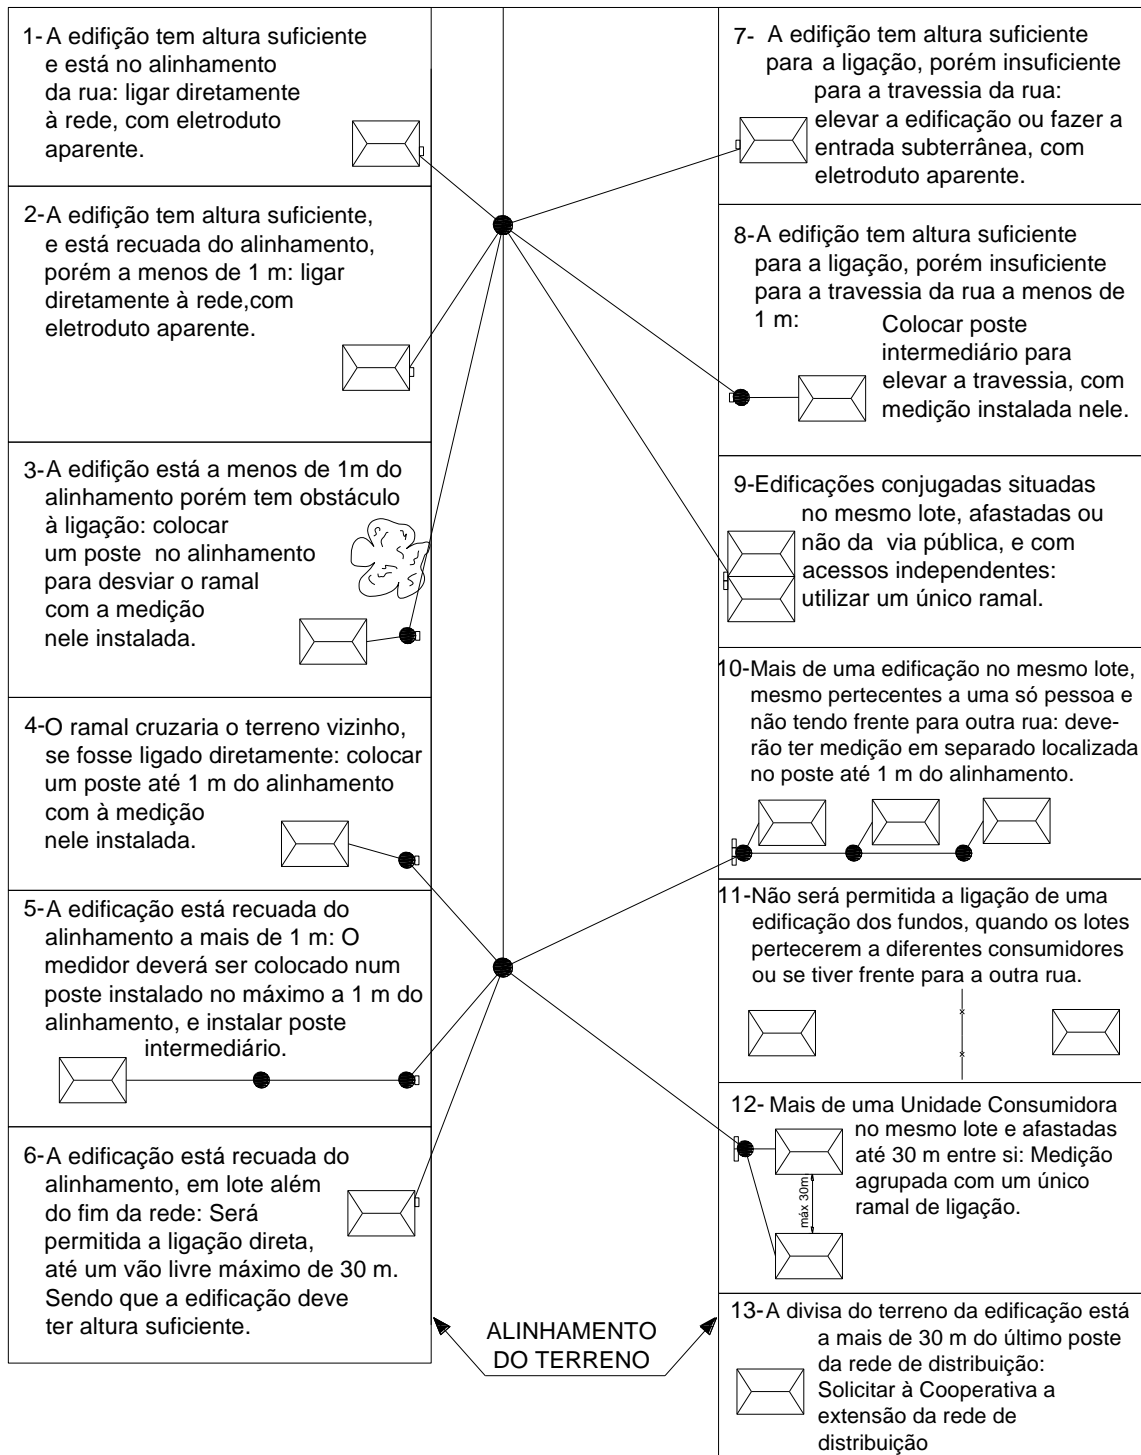 1- A edifição tem altura suficiente
e está no alinhamento
da rua: ligar diretamente
à rede, com eletroduto
aparente.
2-A edifição tem altura suficiente,
e está recuada do alinhamento,
porém a menos de 1 m: ligar
diretamente à rede,com
eletroduto aparente.
3-A edifição está a menos de 1m do
alinhamento porém tem obstáculo
à ligação: colocar
um poste no alinhamento
para desviar o ramal
com a medição
nele instalada.
4-O ramal cruzaria o terreno vizinho,
se fosse ligado diretamente: colocar
um poste até 1 m do alinhamento
com à medição
nele instalada.
5-A edificação está recuada do
alinhamento a mais de 1 m: O
medidor deverá ser colocado num
poste instalado no máximo a 1 m do
alinhamento, e instalar poste
intermediário.
6-A edificação está recuada do
alinhamento, em lote além
do fim da rede: Será
permitida a ligação direta,
até um vão livre máximo de 30 m.
Sendo que a edificação deve
ter altura suficiente.
ALINHAMENTO
DO TERRENO
7- A edifição tem altura suficiente
para a ligação, porém insuficiente
para a travessia da rua:
elevar a edificação ou fazer a
entrada subterrânea, com
eletroduto aparente.
8-A edifição tem altura suficiente
para a ligação, porém insuficiente
para a travessia da rua a menos de
1 m:
Colocar poste
intermediário para
elevar a travessia, com
medição instalada nele.
9-Edificações conjugadas situadas
no mesmo lote, afastadas ou
não da via pública, e com
acessos independentes:
utilizar um único ramal.
10-Mais de uma edificação no mesmo lote,
mesmo pertecentes a uma só pessoa e
não tendo frente para outra rua: deve-
rão ter medição em separado localizada
no poste até 1 m do alinhamento.
11-Não será permitida a ligação de uma
edificação dos fundos, quando os lotes
pertecerem a diferentes consumidores
ou se tiver frente para a outra rua.
12- Mais de uma Unidade Consumidora
no mesmo lote e afastadas
até 30 m entre si: Medição
agrupada com um único
ramal de ligação.
máx 30m
13-A divisa do terreno da edificação está
a mais de 30 m do último poste
da rede de distribuição:
Solicitar à Cooperativa a
extensão da rede de
distribuição